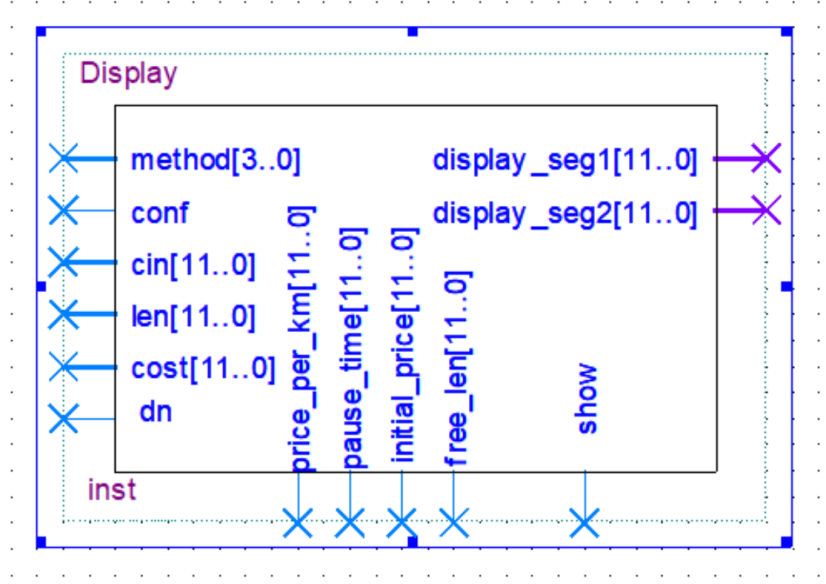 Display
method[3..0]
conf
cin[11..0]
len[11..0]
cost[11..0]
dn
price_per_km[11..0]
pause_time[11..0]
initial_price[11..0]
free_len[11..0]
show
display_seg1[11..0]
display_seg2[11..0]
inst